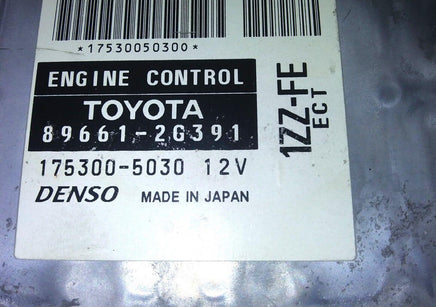 *17530050300*
ENGINE CONTROL
TOYOTA
89661-2G391
175300-5030 12V
DENSO MADE IN JAPAN
1ZZ-FE
ECT